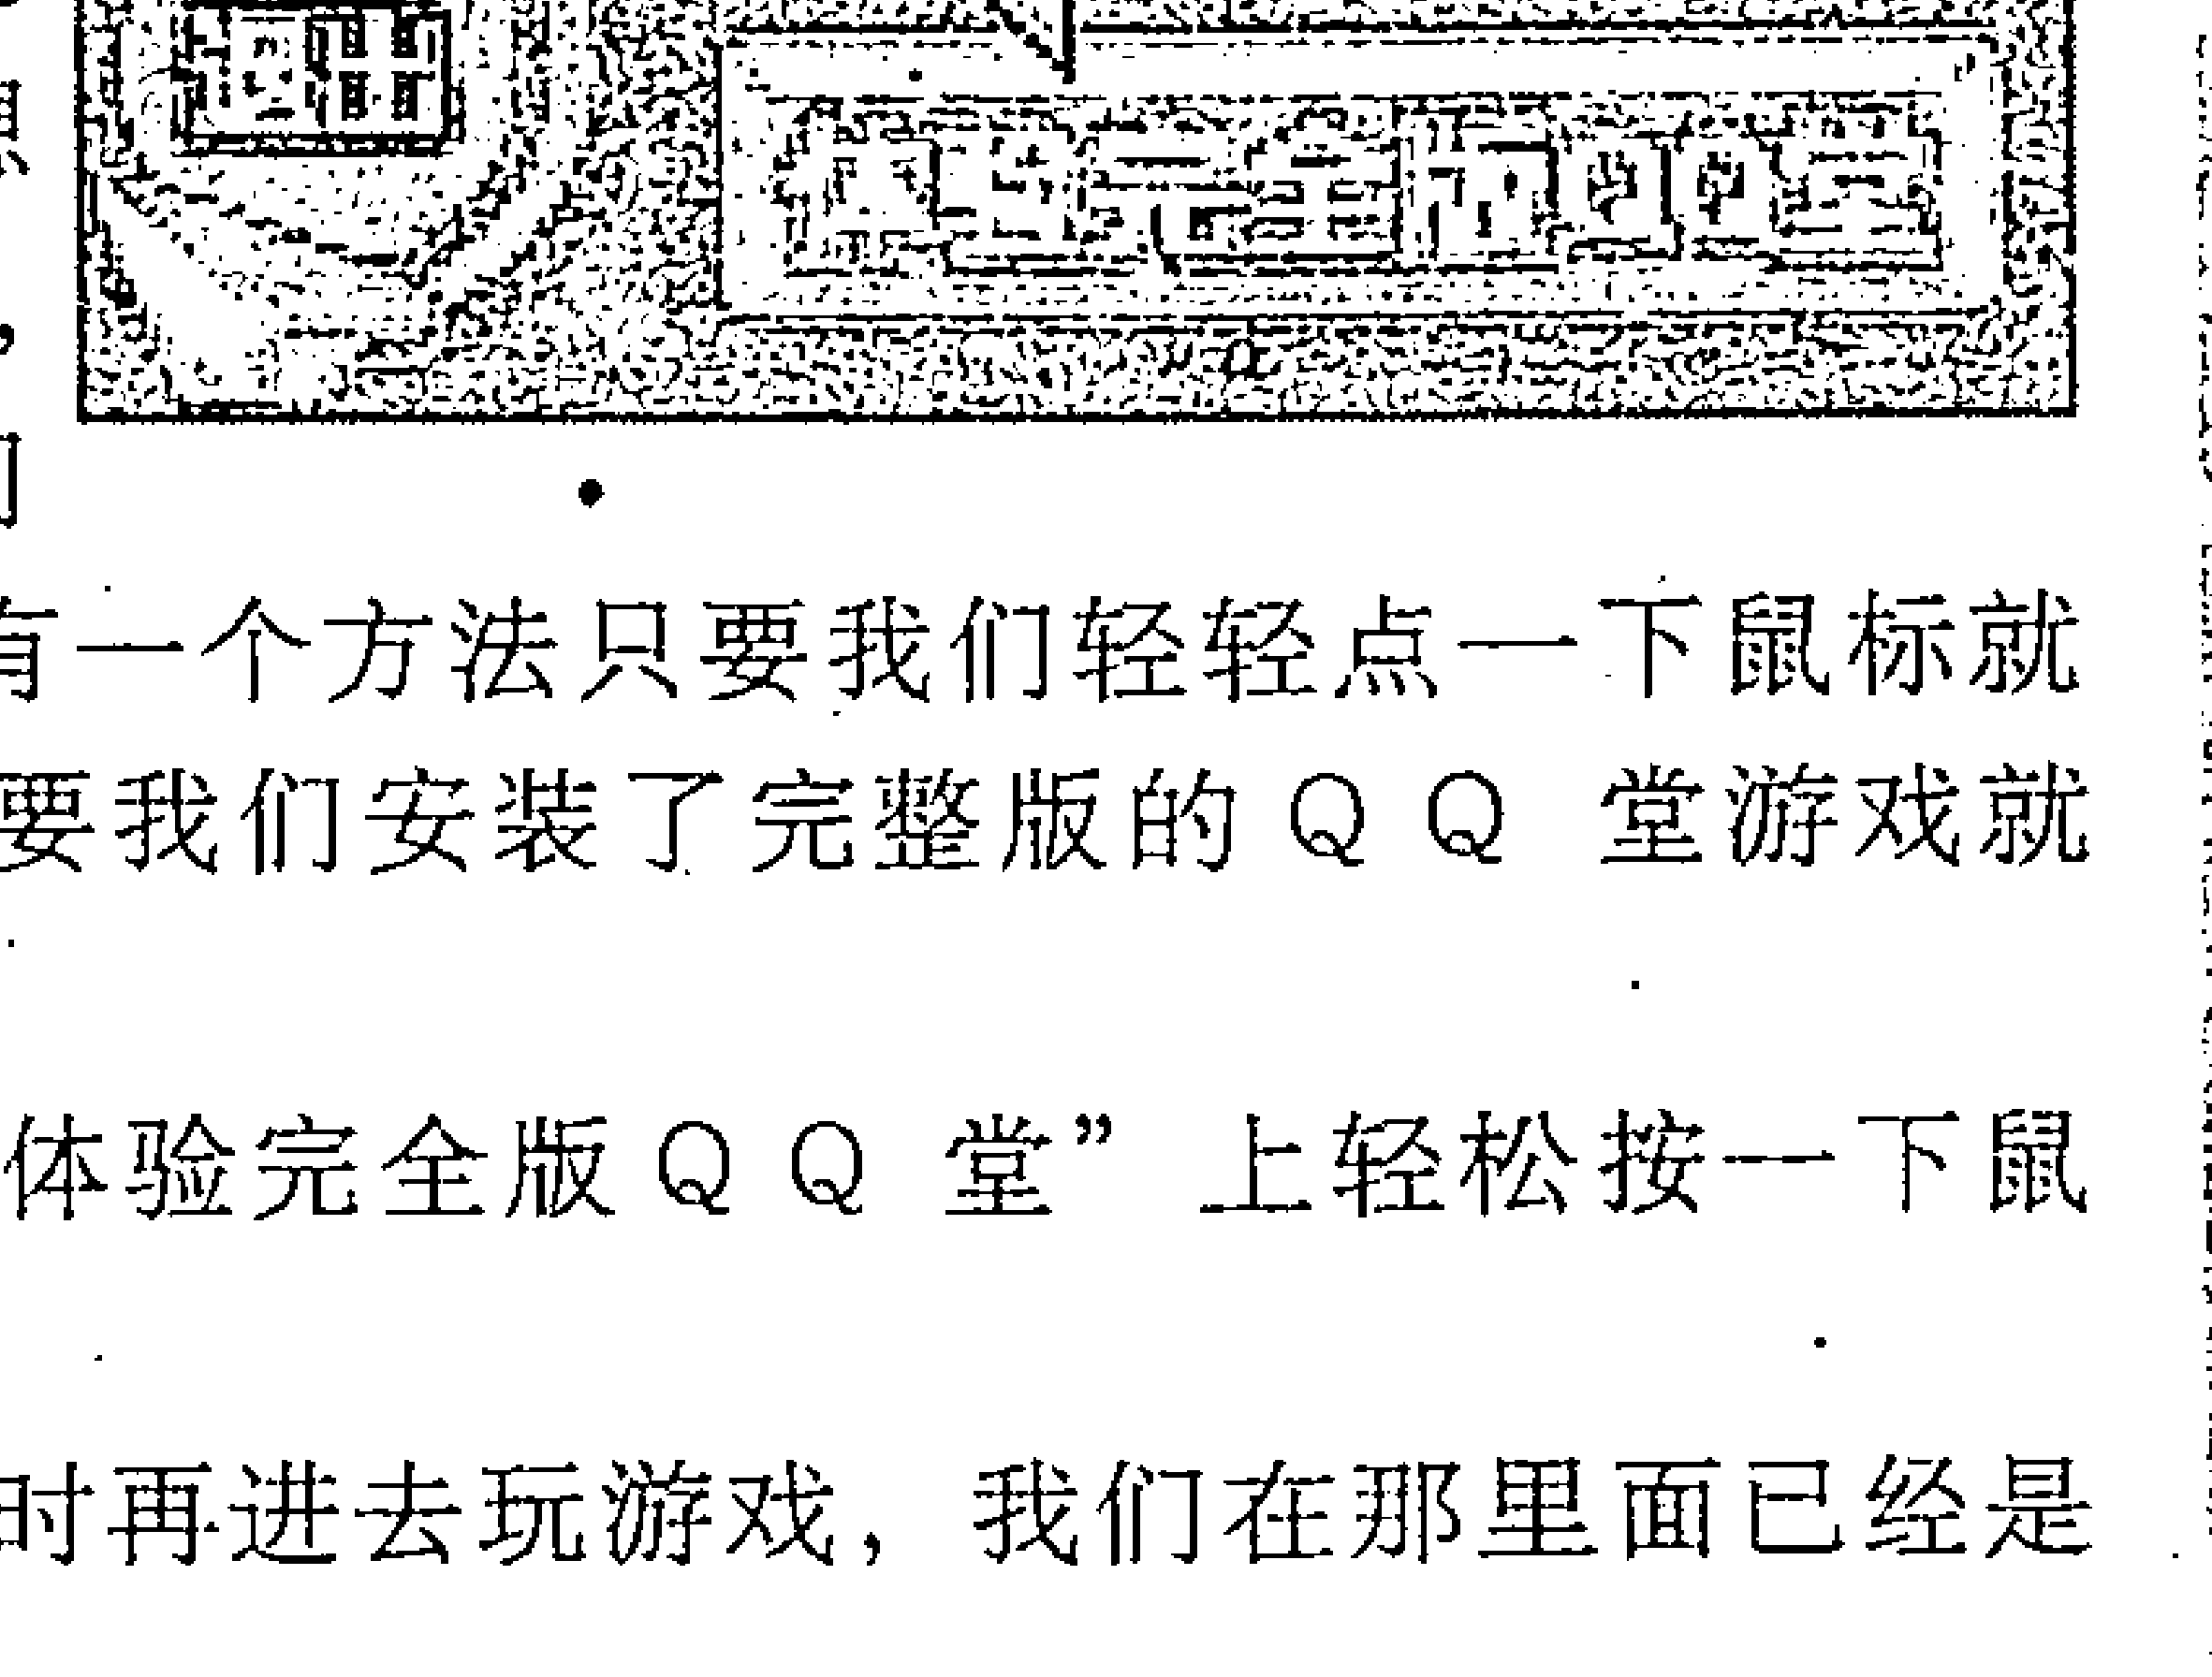 有一个方法只要我们轻轻点一下鼠标就
要我们安装了完整版的QQ 堂游戏就
体验完全版QQ 堂”上轻松按一下鼠
时再进去玩游戏，我们在那里面已经是